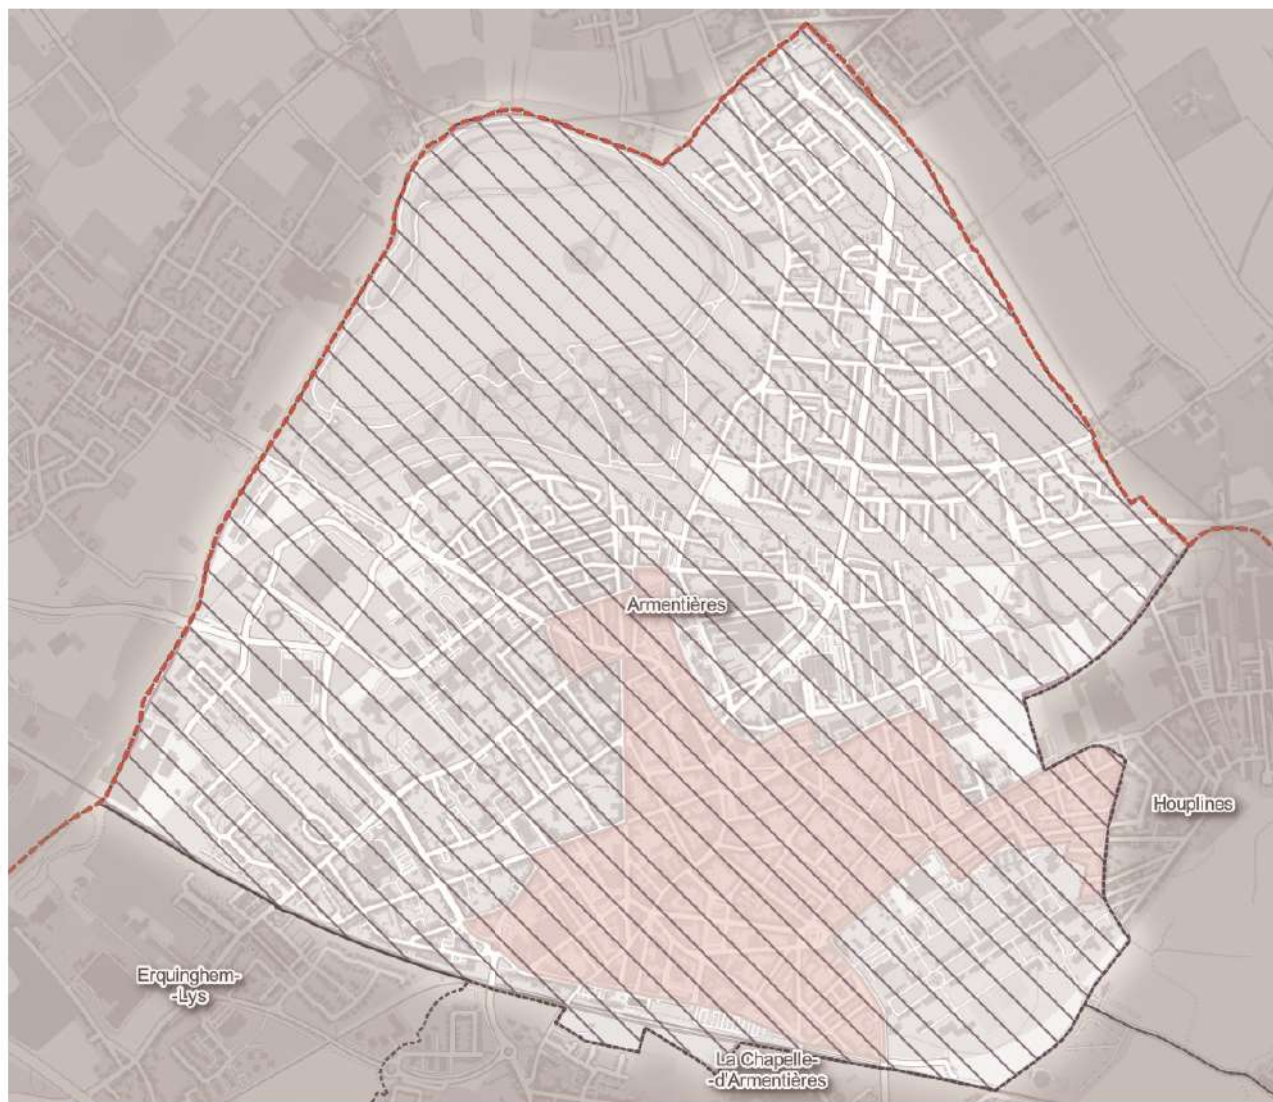 Armentières
Houplines
Erquinghem-
-Lys
La Chapelle-
-d'Armentières